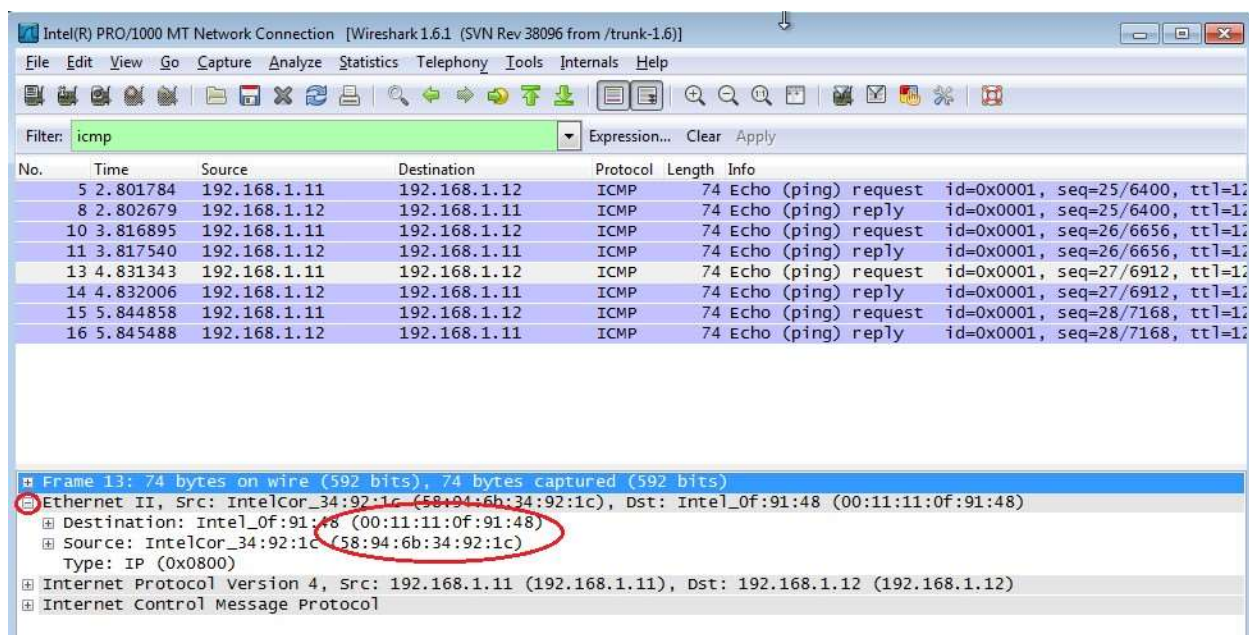 Intel(R) PRO/1000 MT Network Connection [Wireshark 1.6.1 (SVN Rev 38096 from /trunk-1.6)]
File Edit View Go Capture Analyze Statistics Telephony Tools Internals Help
Filter: icmp Expression... Clear Apply
No. Time Source Destination Protocol Length Info
5 2.801784 192.168.1.11 192.168.1.12 ICMP 74 Echo (ping) request id=0x0001, seq=25/6400, ttl=12
8 2.802679 192.168.1.12 192.168.1.11 ICMP 74 Echo (ping) reply id=0x0001, seq=25/6400, ttl=12
10 3.816895 192.168.1.11 192.168.1.12 ICMP 74 Echo (ping) request id=0x0001, seq=26/6656, ttl=12
11 3.817540 192.168.1.12 192.168.1.11 ICMP 74 Echo (ping) reply id=0x0001, seq=26/6656, ttl=12
13 4.831343 192.168.1.11 192.168.1.12 ICMP 74 Echo (ping) request id=0x0001, seq=27/6912, ttl=12
14 4.832006 192.168.1.12 192.168.1.11 ICMP 74 Echo (ping) reply id=0x0001, seq=27/6912, ttl=12
15 5.844858 192.168.1.11 192.168.1.12 ICMP 74 Echo (ping) request id=0x0001, seq=28/7168, ttl=12
16 5.845488 192.168.1.12 192.168.1.11 ICMP 74 Echo (ping) reply id=0x0001, seq=28/7168, ttl=12
Frame 13: 74 bytes on wire (592 bits), 74 bytes captured (592 bits)
Ethernet II, Src: IntelCor_34:92:1c (58:94:6b:34:92:1c), Dst: Intel_0f:91:48 (00:11:11:0f:91:48)
Destination: Intel_0f:91:48 (00:11:11:0f:91:48)
Source: IntelCor_34:92:1c (58:94:6b:34:92:1c)
Type: IP (0x0800)
Internet Protocol Version 4, Src: 192.168.1.11 (192.168.1.11), Dst: 192.168.1.12 (192.168.1.12)
Internet Control Message Protocol